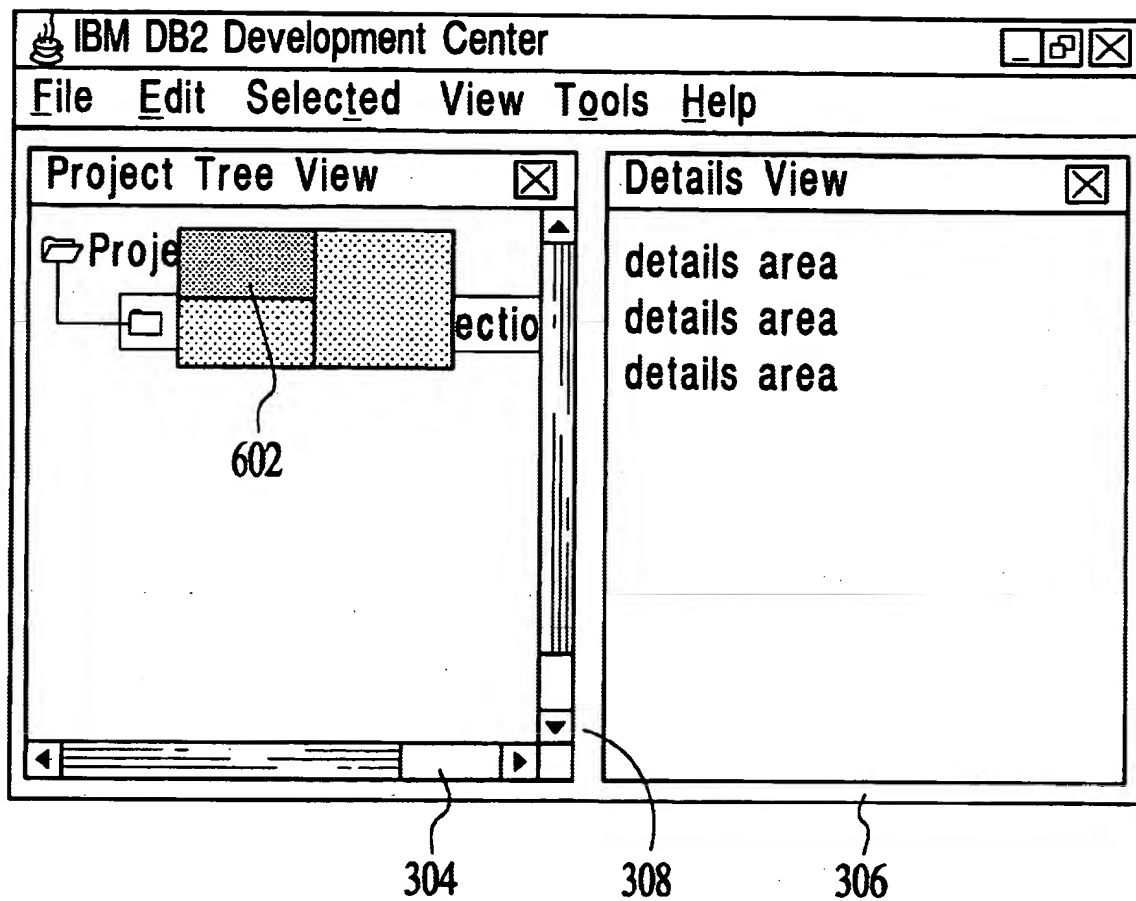 IBM DB2 Development Center
File Edit Selected View Tools Help
Project Tree View
Details View
Proje
ectio
details area
details area
details area
602
304
308
306